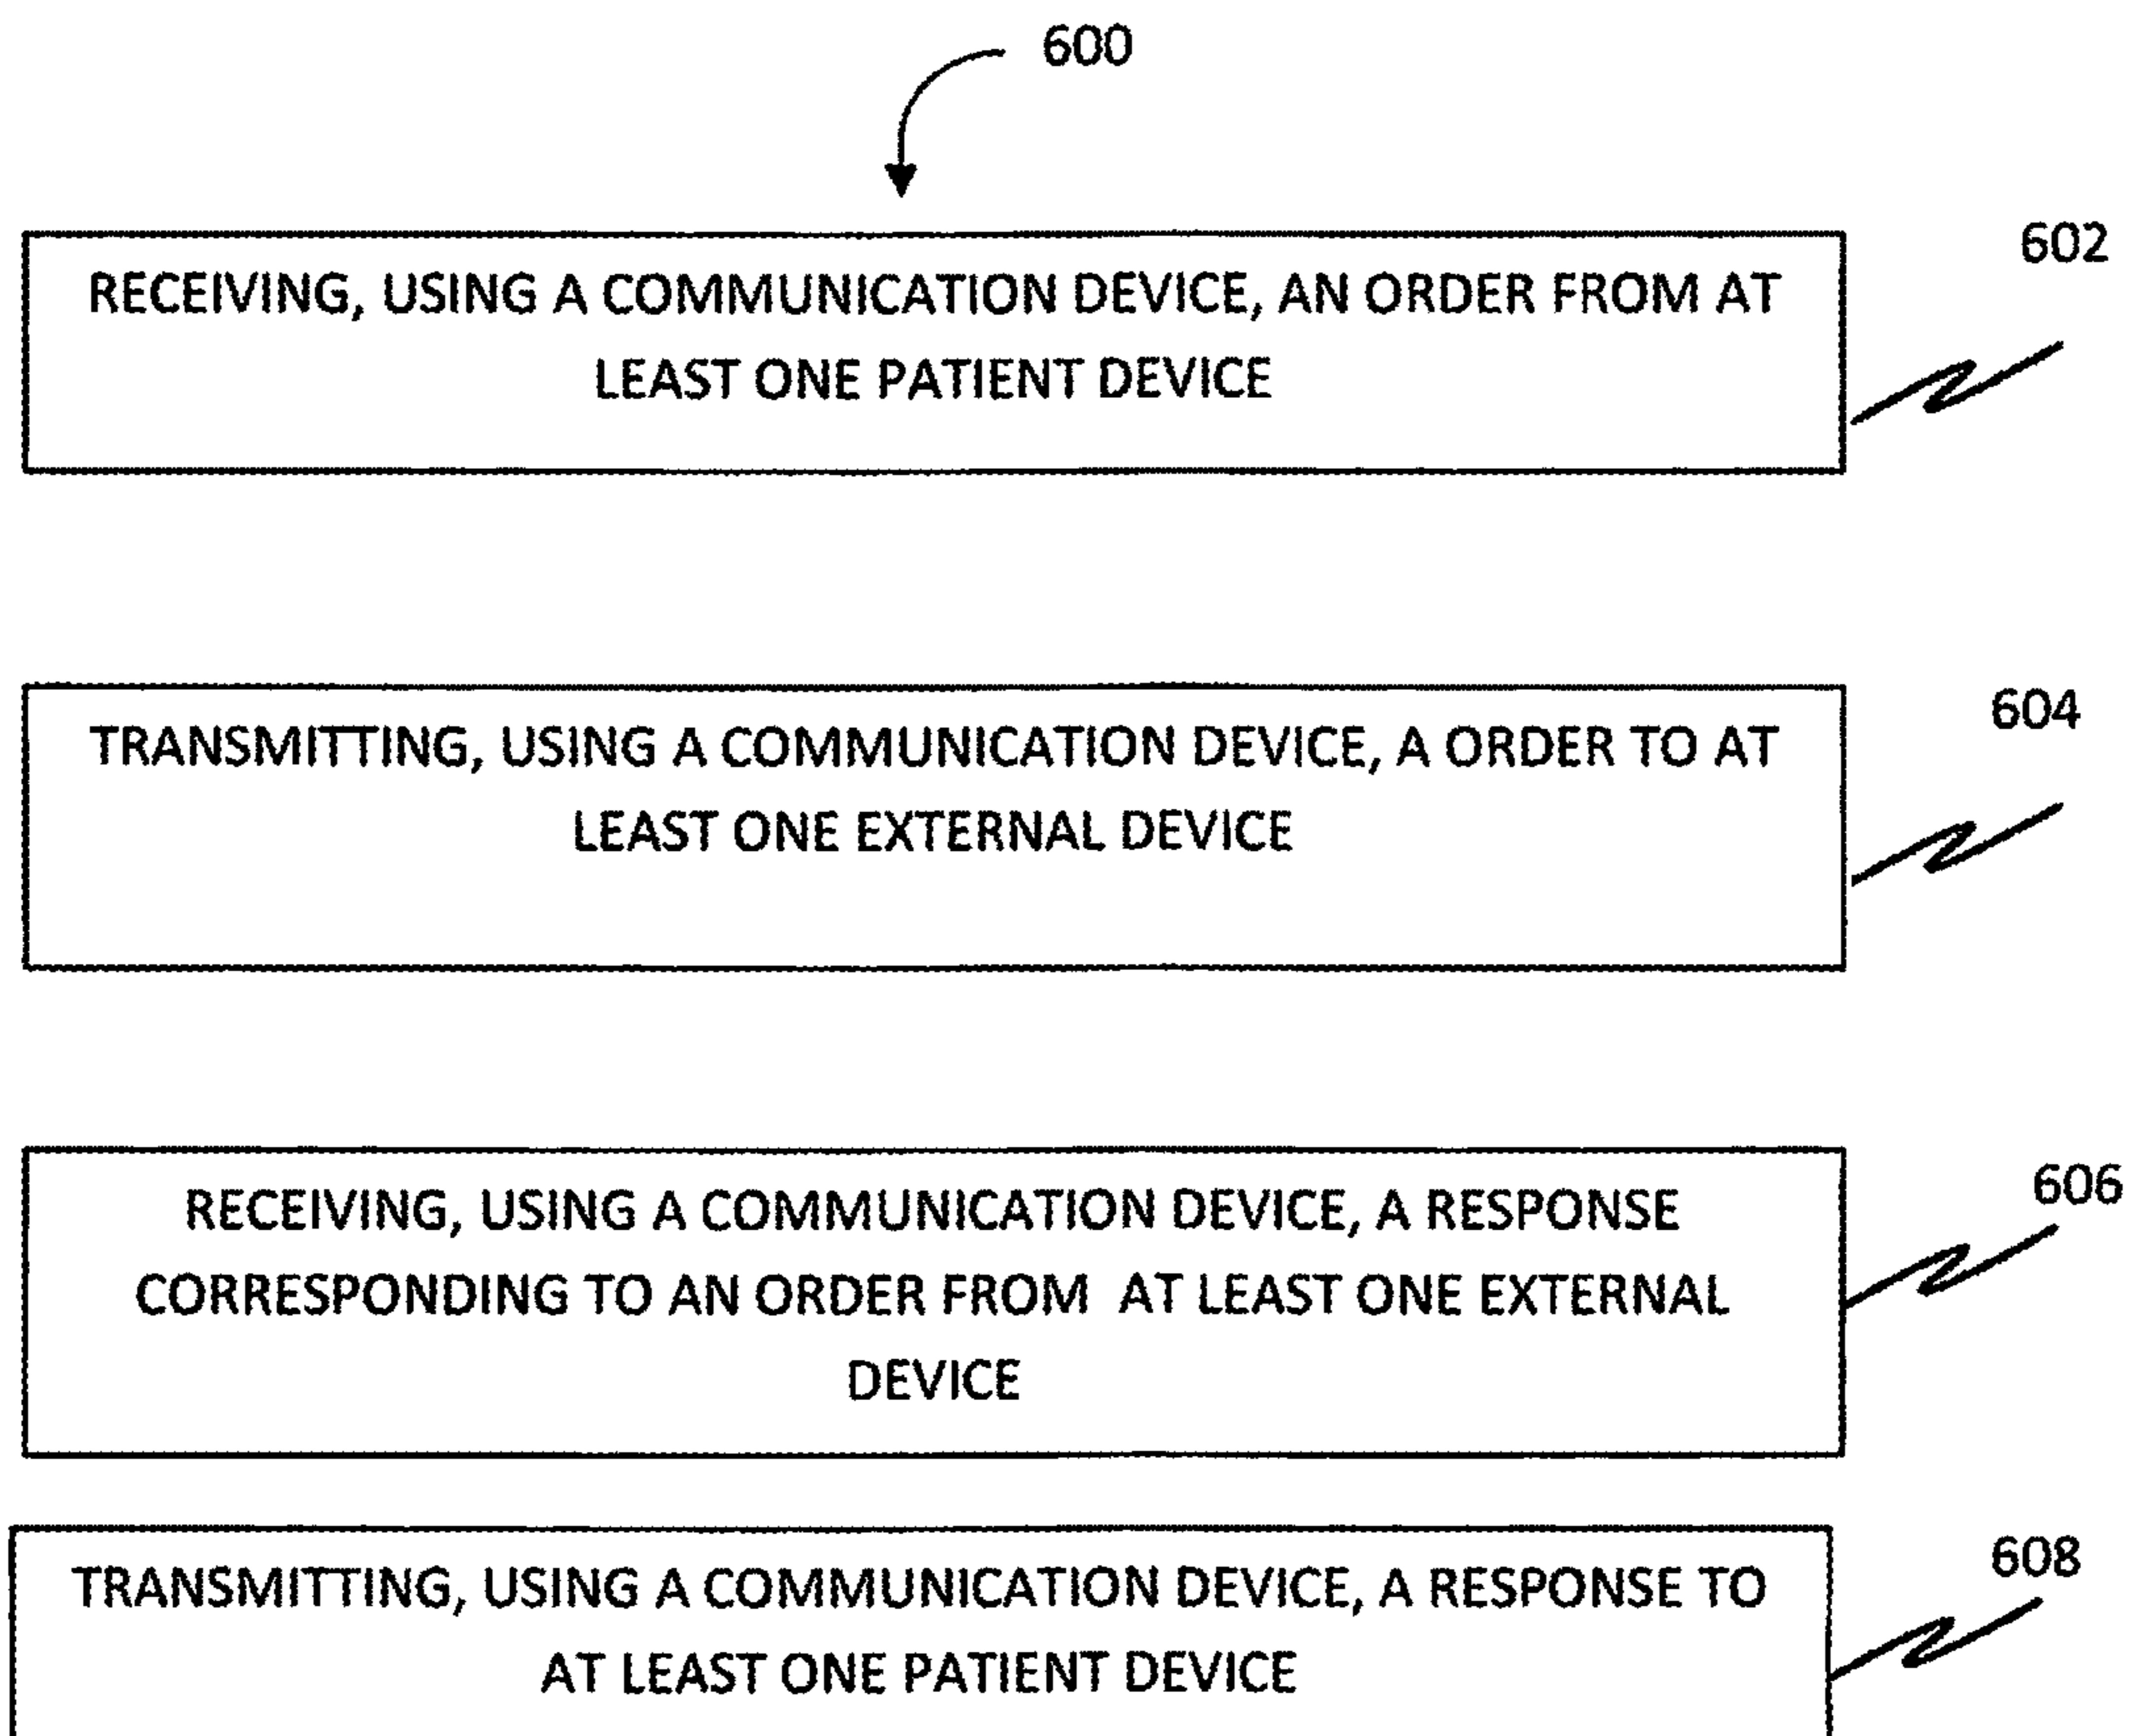 600
602
RECEIVING, USING A COMMUNICATION DEVICE, AN ORDER FROM AT
LEAST ONE PATIENT DEVICE
604
TRANSMITTING, USING A COMMUNICATION DEVICE, A ORDER TO AT
LEAST ONE EXTERNAL DEVICE
606
RECEIVING, USING A COMMUNICATION DEVICE, A RESPONSE
CORRESPONDING TO AN ORDER FROM AT LEAST ONE EXTERNAL
DEVICE
608
TRANSMITTING, USING A COMMUNICATION DEVICE, A RESPONSE TO
AT LEAST ONE PATIENT DEVICE